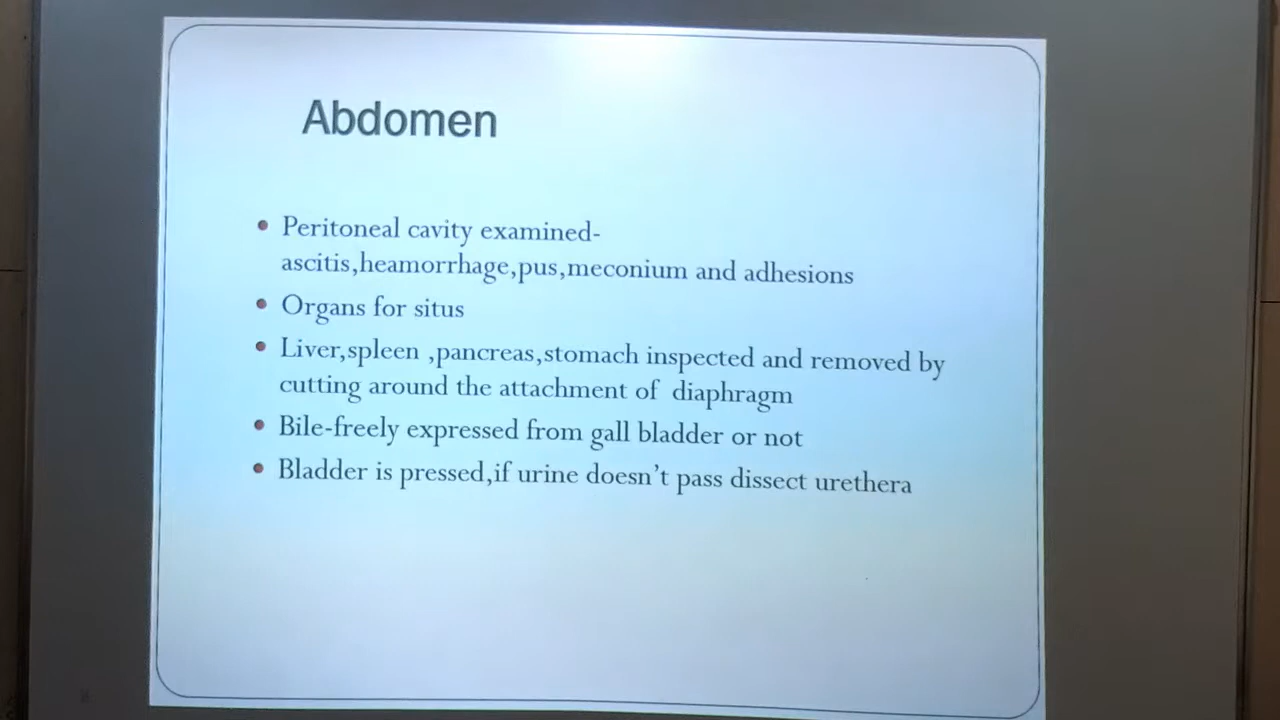 Abdomen
Peritoneal cavity examined-
ascitis,heamorrhage,pus,meconium and adhesions
Organs for situs
Liver,spleen ,pancreas,stomach inspected and removed by
cutting around the attachment of diaphragm
Bile-freely expressed from gall bladder or not
Bladder is pressed,if urine doesn't pass dissect urethera